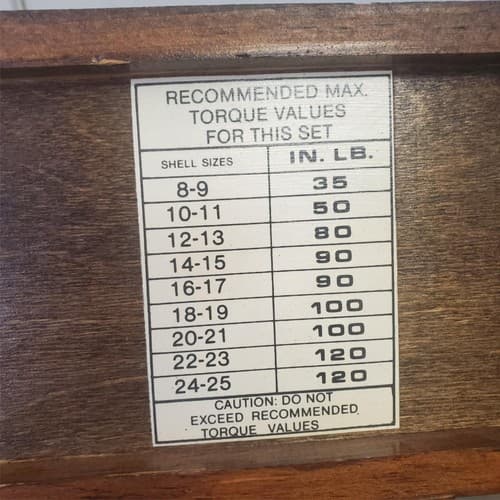 RECOMMENDED MAX.
TORQUE VALUES
FOR THIS SET
SHELL SIZES IN. LB.
8-9 35
10-11 50
12-13 80
14-15 90
16-17 90
18-19 100
20-21 100
22-23 120
24-25 120
CAUTION: DO NOT
EXCEED RECOMMENDED
TORQUE VALUES